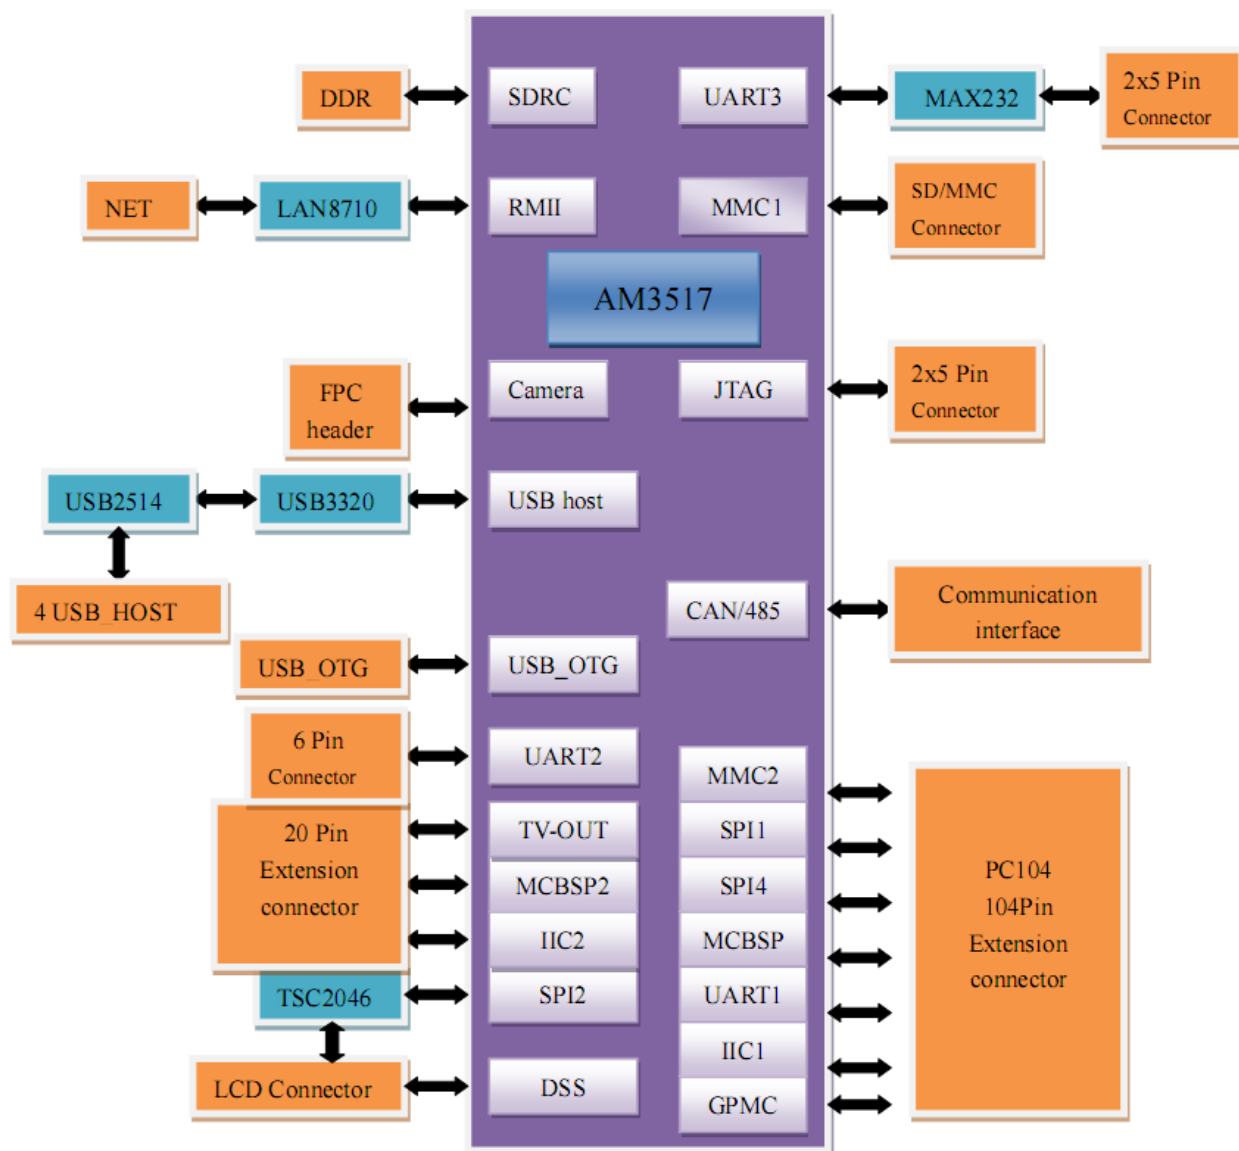 DDR
SDRC
UART3
MAX232
2x5 Pin
Connector
NET
LAN8710
RMII
MMC1
SD/MMC
Connector
AM3517
FPC
header
Camera
JTAG
2x5 Pin
Connector
USB2514
USB3320
USB host
4 USB_HOST
CAN/485
Communication
interface
USB_OTG
USB_OTG
6 Pin
Connector
UART2
20 Pin
Extension
connector
TV-OUT
MCBSP2
IIC2
TSC2046
SPI2
LCD Connector
DSS
MMC2
SPI1
SPI4
MCBSP
UART1
IIC1
GPMC
PC104
104Pin
Extension
connector